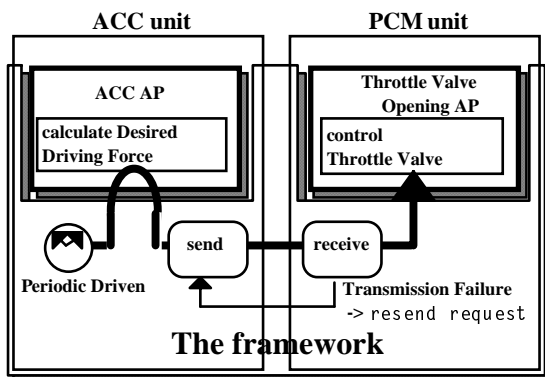 ACC unit
PCM unit
ACC AP
calculate Desired
Driving Force
Throttle Valve
Opening AP
control
Throttle Valve
Periodic Driven
send
receive
Transmission Failure
-> resend request
The framework